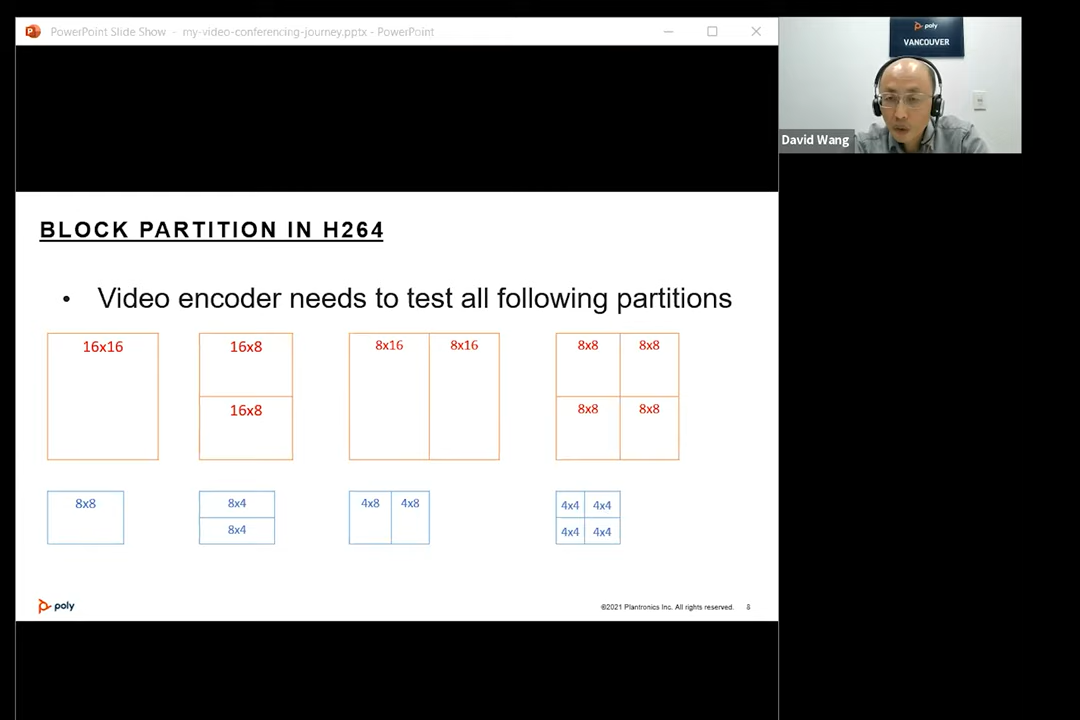 PowerPoint Slide Show - my-video-conferencing-journey.pptx - PowerPoint
poly
VANCOUVER
David Wang
BLOCK PARTITION IN H264
• Video encoder needs to test all following partitions
16x16
16x8
8x16 8x16
8x8 8x8
16x8
8x8 8x8
8x8
8x4
4x8 4x8
4x4 4x4
8x4
4x4 4x4
poly
©2021 Plantronics Inc. All rights reserved. 8